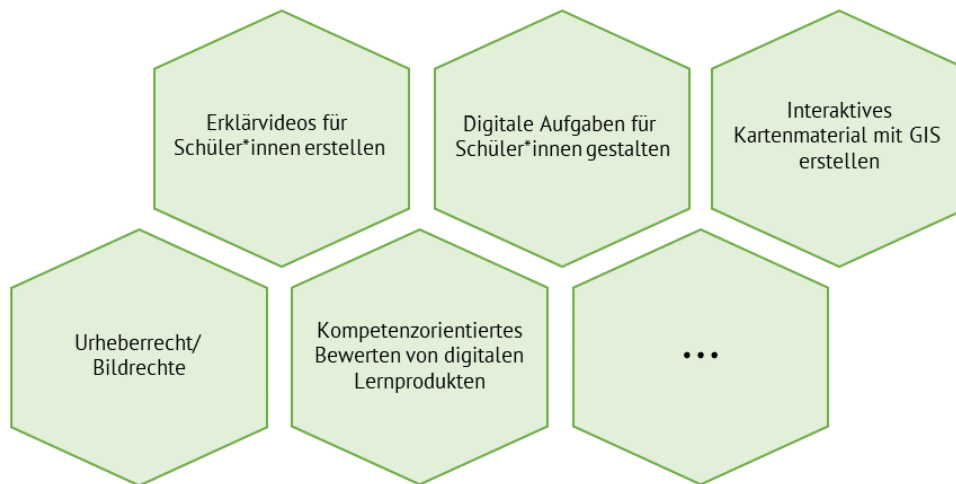 Erklärvideos für
Schüler*innen erstellen
Digitale Aufgaben für
Schüler*innen gestalten
Interaktives
Kartenmaterial mit GIS
erstellen
Urheberrecht/
Bildrechte
Kompetenzorientiertes
Bewerten von digitalen
Lernprodukten
...